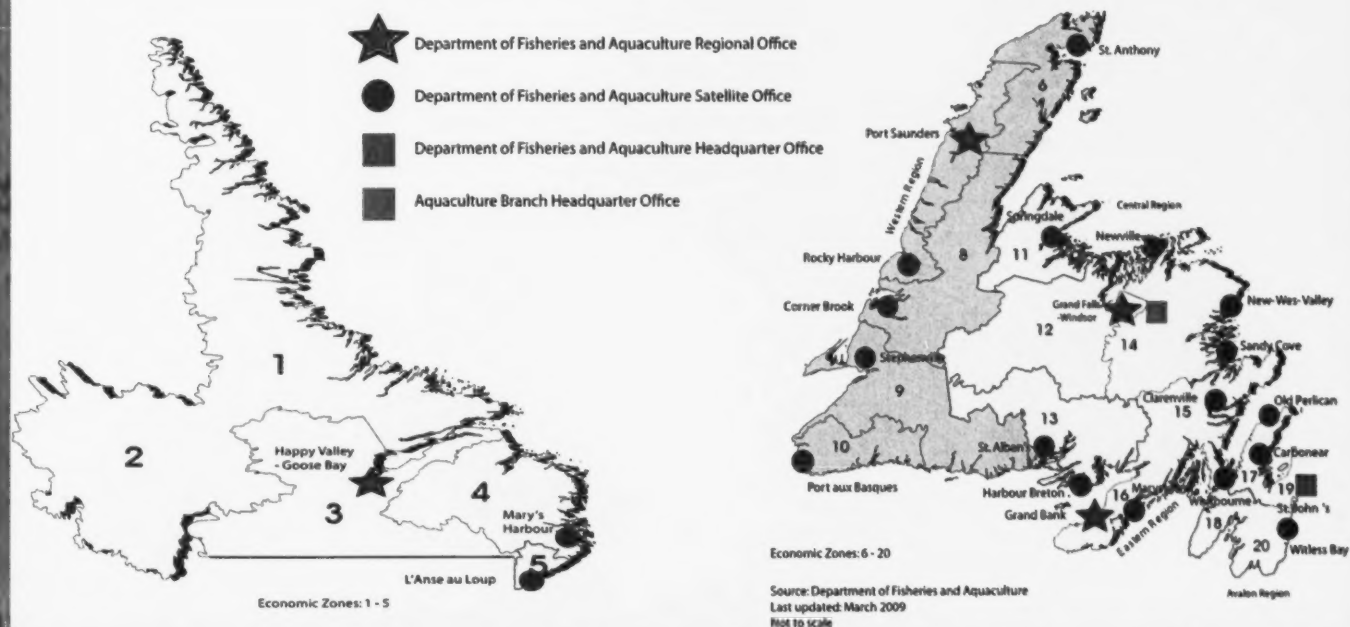 Department of Fisheries and Aquaculture Regional Office
Department of Fisheries and Aquaculture Satellite Office
Department of Fisheries and Aquaculture Headquarter Office
Aquaculture Branch Headquarter Office
1
2
Happy Valley
- Goose Bay
3
4
Mary's
Harbour
5
L'Anse au Loup
Economic Zones: 1 - 5
St. Anthony
6
Port Saunders
Western Region
Springdale
Central Region
Newville
8
11
Rocky Harbour
Corner Brook
Grand Falls
-Windsor
New-Wes-Valley
12
14
Stephenville
Sandy Cove
9
Clarenville
15
Old Perlican
13
10
St. Alban's
Carbonear
Port aux Basques
Harbour Breton
16
17
19
Whitbourne
Grand Bank
Eastern Region
18
St. John 's
20
Witless Bay
Economic Zones: 6 - 20
Avalon Region
Source: Department of Fisheries and Aquaculture
Last updated: March 2009
Not to scale